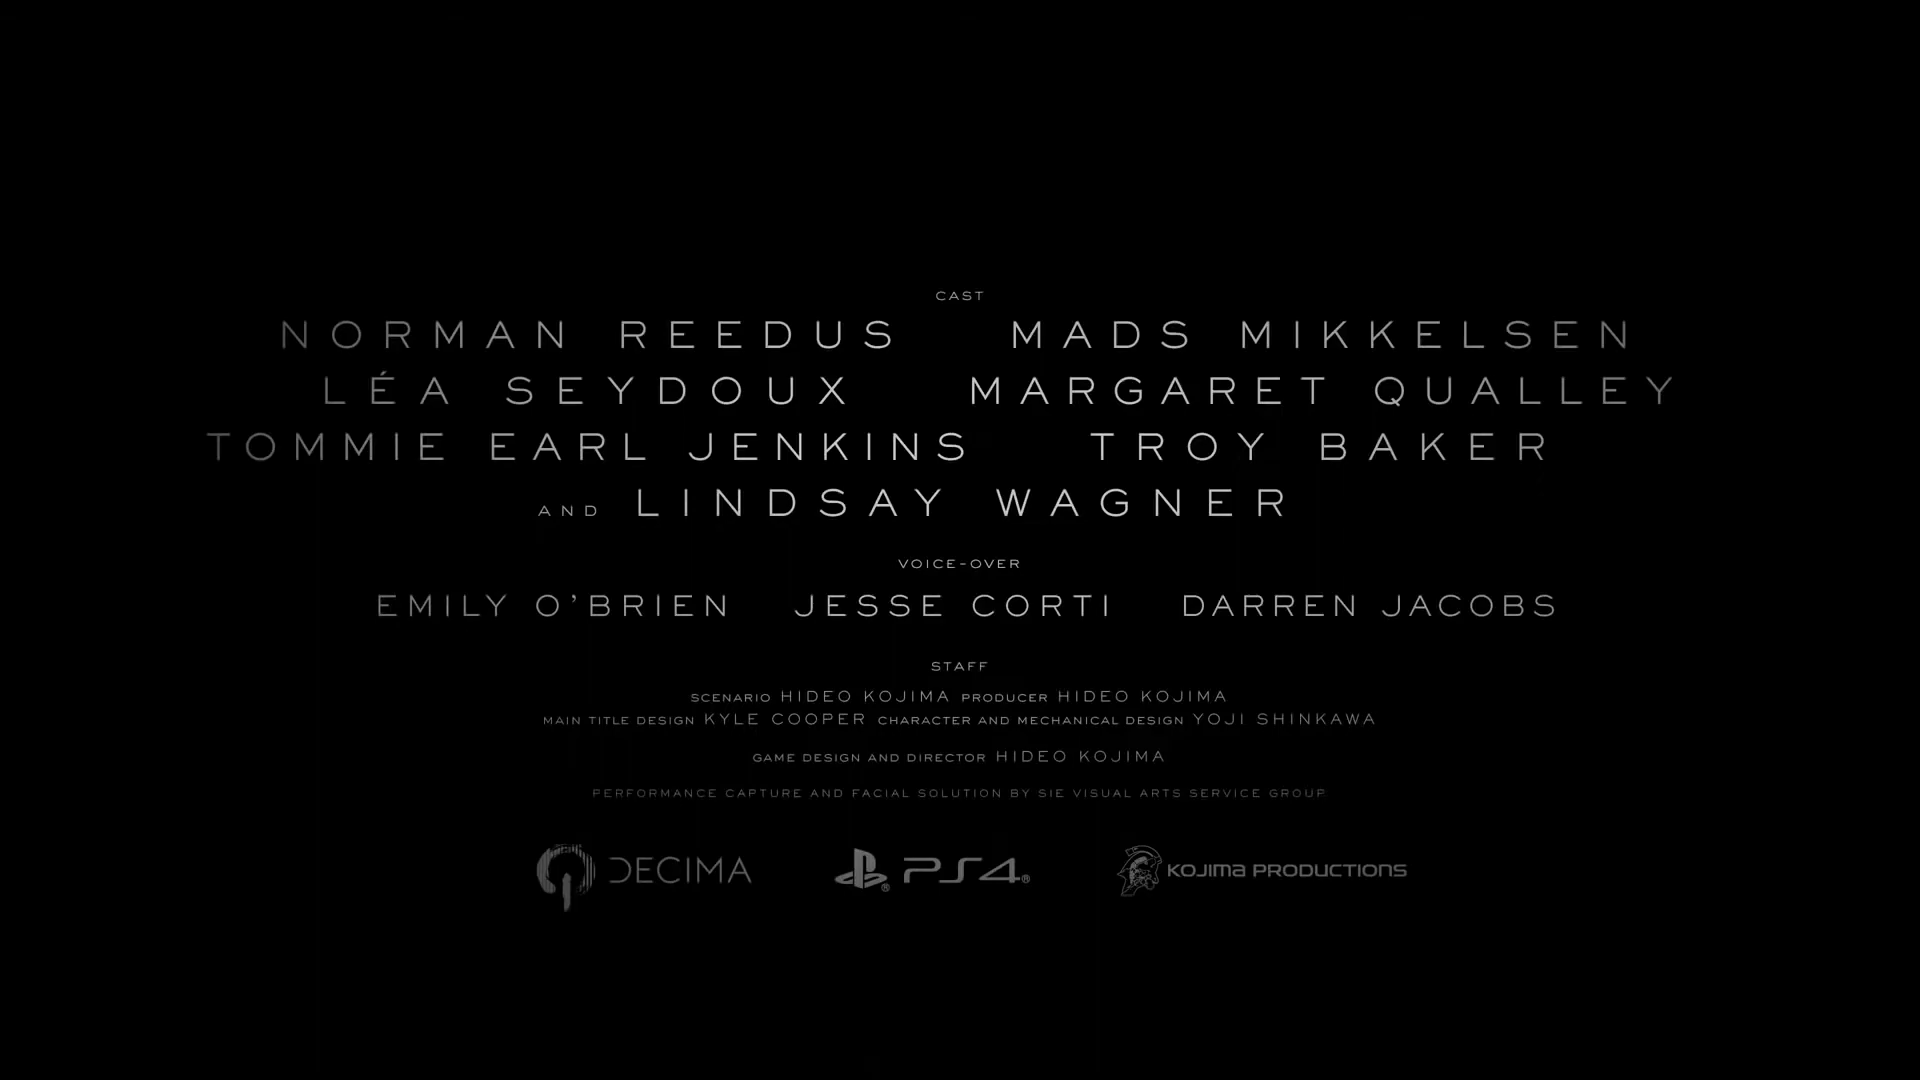 CAST
NORMAN REEDUS MADS MIKKELSEN
LÉA SEYDOUX MARGARET QUALLEY
TOMMIE EARL JENKINS TROY BAKER
AND LINDSAY WAGNER
VOICE-OVER
EMILY O’BRIEN JESSE CORTI DARREN JACOBS
STAFF
SCENARIO HIDEO KOJIMA PRODUCER HIDEO KOJIMA
MAIN TITLE DESIGN KYLE COOPER CHARACTER AND MECHANICAL DESIGN YOJI SHINKAWA
GAME DESIGN AND DIRECTOR HIDEO KOJIMA
PERFORMANCE CAPTURE AND FACIAL SOLUTION BY SIE VISUAL ARTS SERVICE GROUP
DECIMA ® PS4® KOJIMA PRODUCTIONS